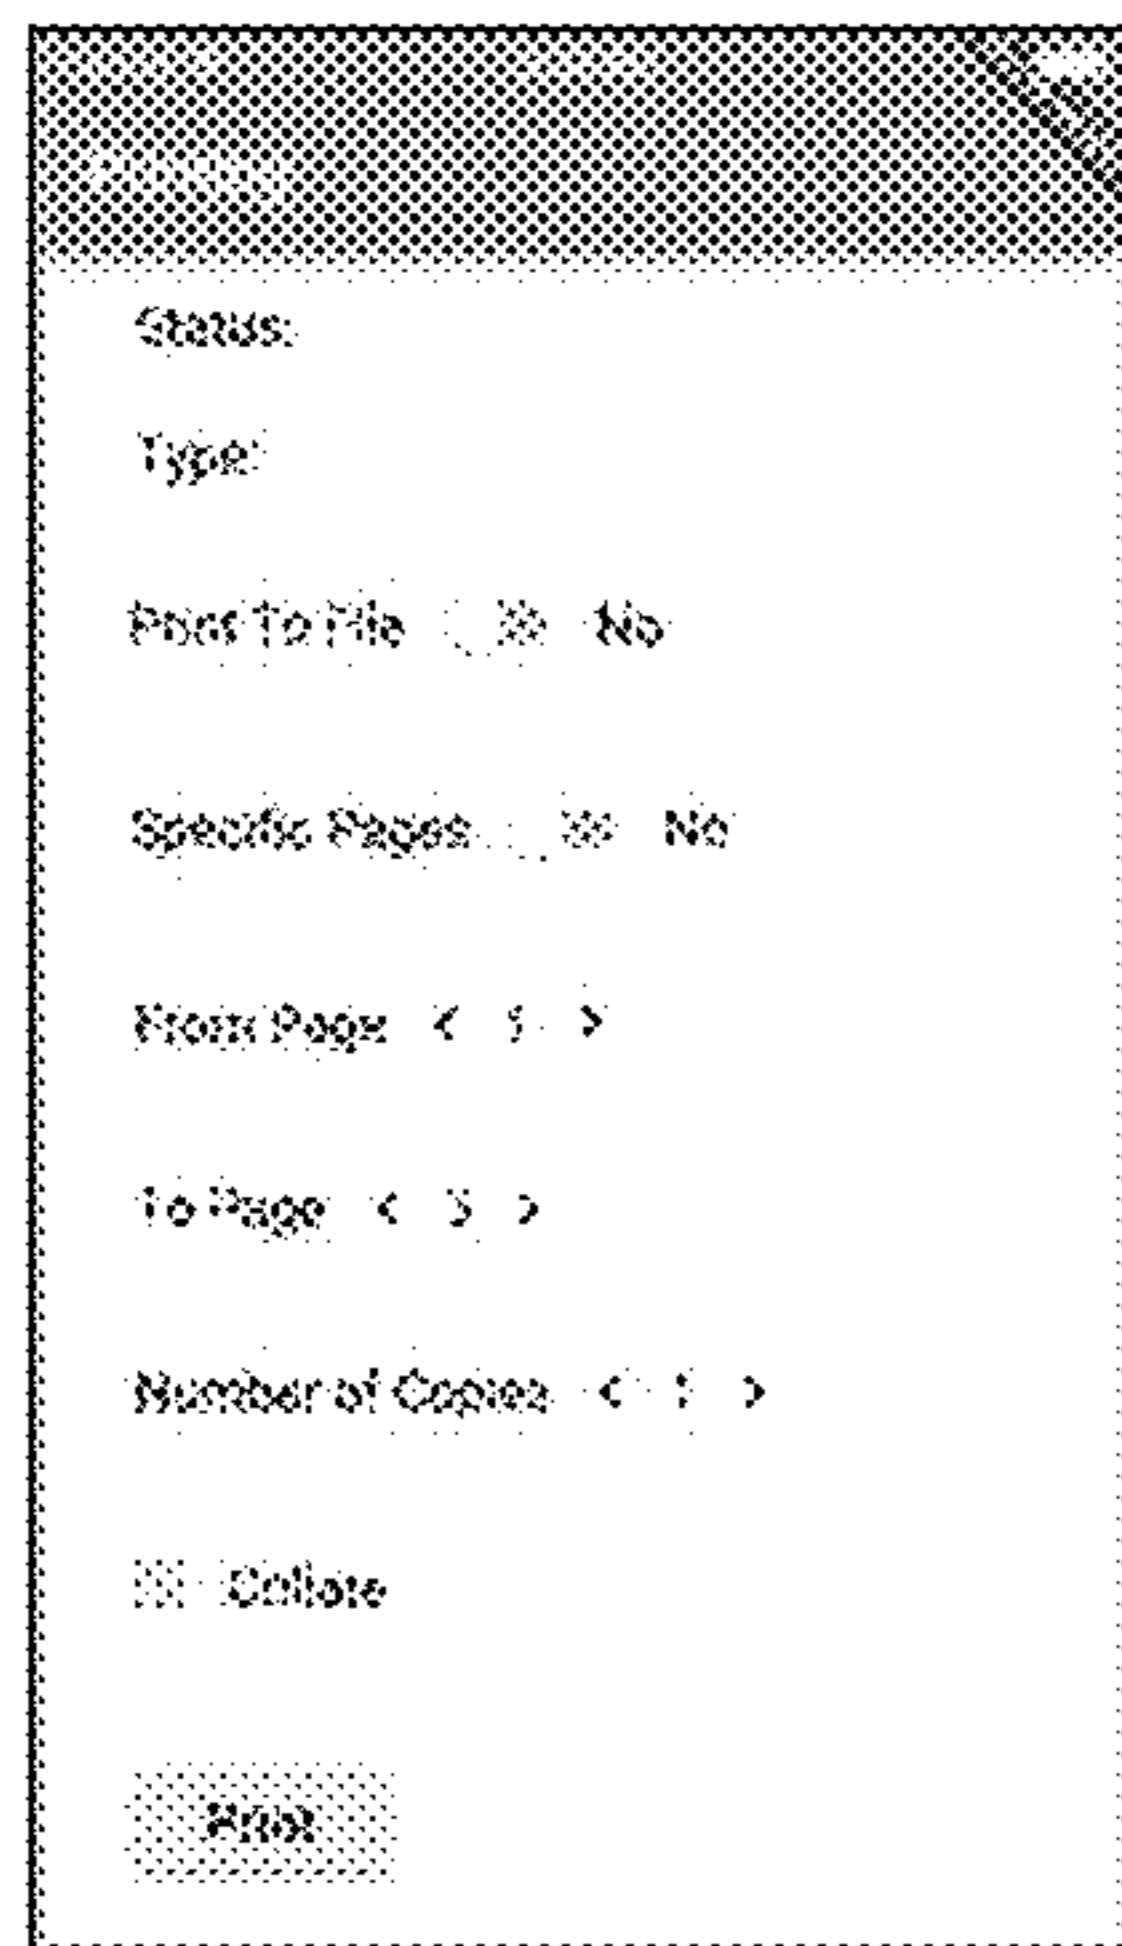 Printing
Status:
Type:
Print To File No
Specific Pages No
From Page < 1 >
To Page < >
Number of Copies < 1 >
Collate
Print